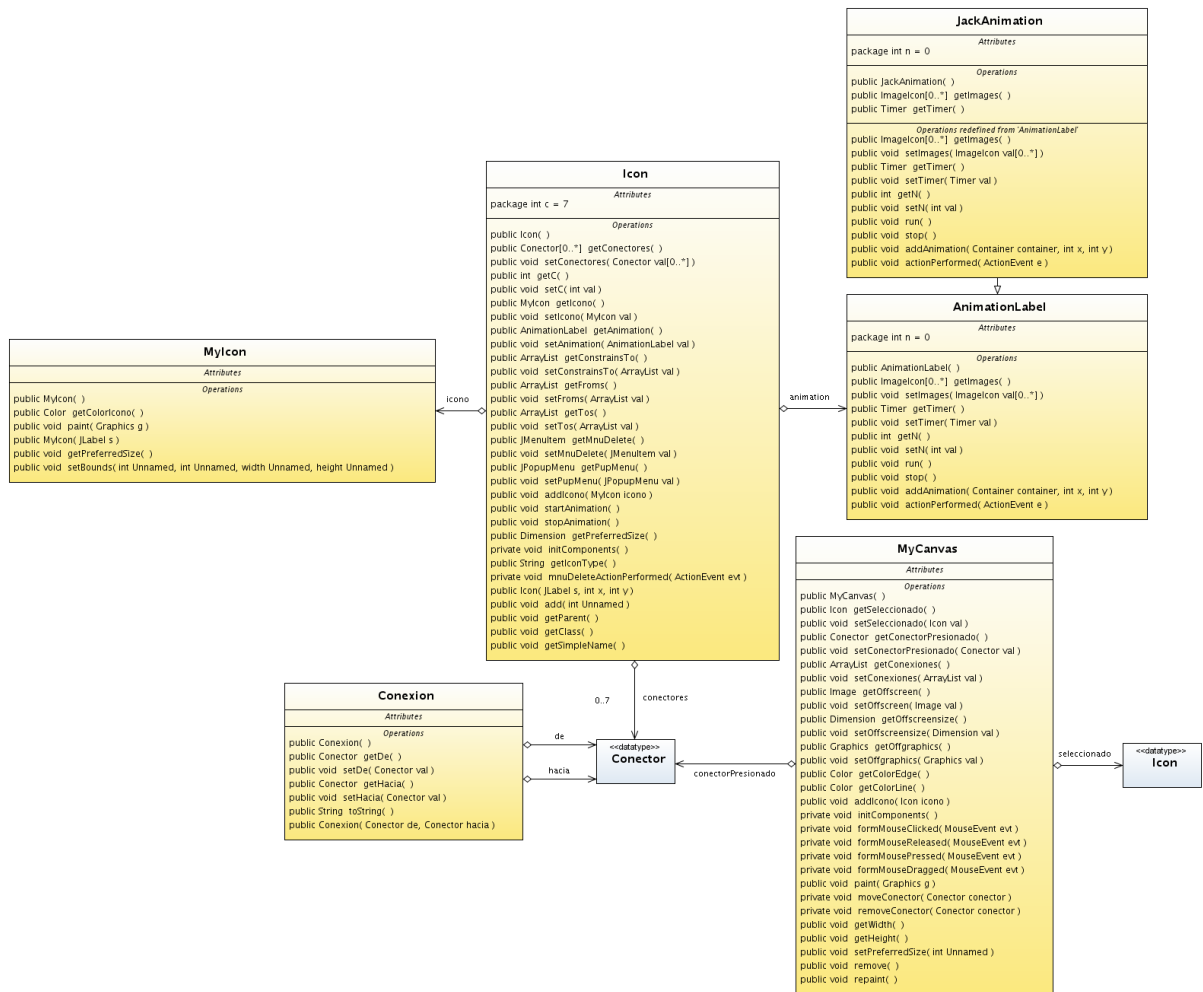 JackAnimation
Attributes
package int n = 0
Operations
public JackAnimation( )
public ImageIcon[0..*] getImages( )
public Timer getTimer( )
Operations redefined from 'AnimationLabel'
public ImageIcon[0..*] getImages( )
public void setImages( ImageIcon val[0..*] )
public Timer getTimer( )
public void setTimer( Timer val )
public int getN( )
public void setN( int val )
public void run( )
public void stop( )
public void addAnimation( Container container, int x, int y )
public void actionPerformed( ActionEvent e )
Icon
Attributes
package int c = 7
Operations
public Icon( )
public Conector[0..*] getConectores( )
public void setConectores( Conector val[0..*] )
public int getC( )
public void setC( int val )
public MyIcon getIcono( )
public void setIcono( MyIcon val )
public AnimationLabel getAnimation( )
public void setAnimation( AnimationLabel val )
public ArrayList getConstrainsTo( )
public void setConstrainsTo( ArrayList val )
public ArrayList getFroms( )
public void setFroms( ArrayList val )
public ArrayList getTos( )
public void setTos( ArrayList val )
public JMenuItem getMnuDelete( )
public void setMnuDelete( JMenuItem val )
public JPopupMenu getPupMenu( )
public void setPupMenu( JPopupMenu val )
public void addIcono( MyIcon icono )
public void startAnimation( )
public void stopAnimation( )
public Dimension getPreferredSize( )
private void initComponents( )
public String getIconType( )
private void mnuDeleteActionPerformed( ActionEvent evt )
public Icon( JLabel s, int x, int y )
public void add( int Unnamed )
public void getParent( )
public void getClass( )
public void getSimpleName( )
AnimationLabel
Attributes
package int n = 0
Operations
public AnimationLabel( )
public ImageIcon[0..*] getImages( )
public void setImages( ImageIcon val[0..*] )
public Timer getTimer( )
public void setTimer( Timer val )
public int getN( )
public void setN( int val )
public void run( )
public void stop( )
public void addAnimation( Container container, int x, int y )
public void actionPerformed( ActionEvent e )
MyIcon
Attributes
Operations
public MyIcon( )
public Color getColorIcono( )
public void paint( Graphics g )
public MyIcon( JLabel s )
public void getPreferredSize( )
public void setBounds( int Unnamed, int Unnamed, width Unnamed, height Unnamed )
icono
animation
MyCanvas
Attributes
Operations
public MyCanvas( )
public Icon getSeleccionado( )
public void setSeleccionado( Icon val )
public Conector getConectorPresionado( )
public void setConectorPresionado( Conector val )
public ArrayList getConexiones( )
public void setConexiones( ArrayList val )
public Image getOffscreen( )
public void setOffscreen( Image val )
public Dimension getOffscreensize( )
public void setOffscreensize( Dimension val )
public Graphics getOffgraphics( )
public void setOffgraphics( Graphics val )
public Color getColorEdge( )
public Color getColorLine( )
public void addIcono( Icon icono )
private void initComponents( )
private void formMouseClicked( MouseEvent evt )
private void formMouseReleased( MouseEvent evt )
private void formMousePressed( MouseEvent evt )
private void formMouseDragged( MouseEvent evt )
public void paint( Graphics g )
private void moveConector( Conector conector )
private void removeConector( Conector conector )
public void getWidth( )
public void getHeight( )
public void setPreferredSize( int Unnamed )
public void remove( )
public void repaint( )
0..7
conectores
Conexion
Attributes
Operations
public Conexion( )
public Conector getDe( )
public void setDe( Conector val )
public Conector getHacia( )
public void setHacia( Conector val )
public String toString( )
public Conexion( Conector de, Conector hacia )
de
hacia
<<datatype>>
Conector
conectorPresionado
seleccionado
<<datatype>>
Icon